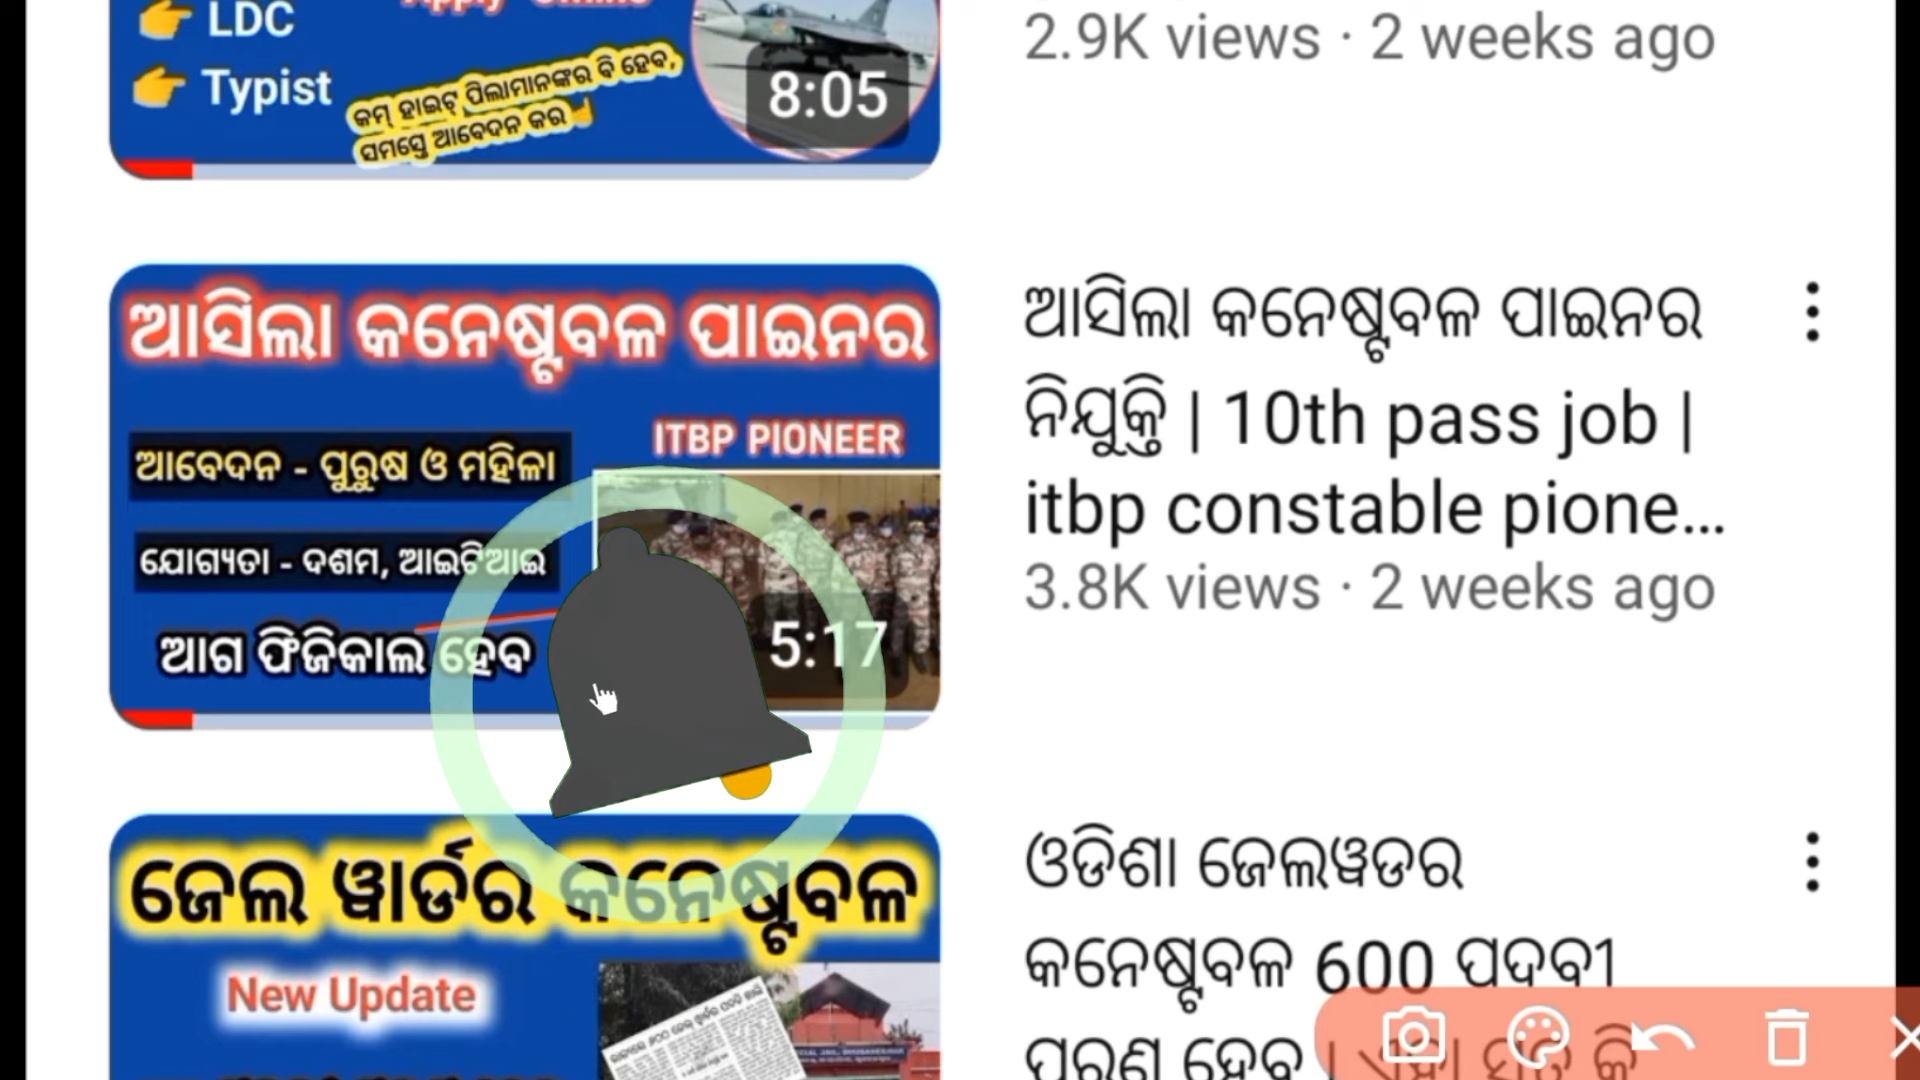 👉 LDC
Apply Online
👉 Typist
କମ୍ ହାଇଟ୍ ପିଲାମାନଙ୍କର ବି ହେବ,
ସମସ୍ତେ ଆବେଦନ କର
8:05
2.9K views · 2 weeks ago
ଆସିଲା କନେଷ୍ଟବଳ ପାଇନର
ITBP PIONEER
ଆବେଦନ - ପୁରୁଷ ଓ ମହିଳା
ଯୋଗ୍ୟତା - ଦଶମ, ଆଇଟିଆଇ
ଆଗ ଫିଜିକାଲ ହେବ
5:17
ଆସିଲା କନେଷ୍ଟବଳ ପାଇନର
ନିଯୁକ୍ତି | 10th pass job |
itbp constable pione...
3.8K views · 2 weeks ago
ଜେଲ ୱାର୍ଡର କନେଷ୍ଟବଳ
New Update
ଓଡିଶା ଜେଲୱଡର
କନେଷ୍ଟବଳ 600 ପଦବୀ
ପୂରଣ ହେବ |